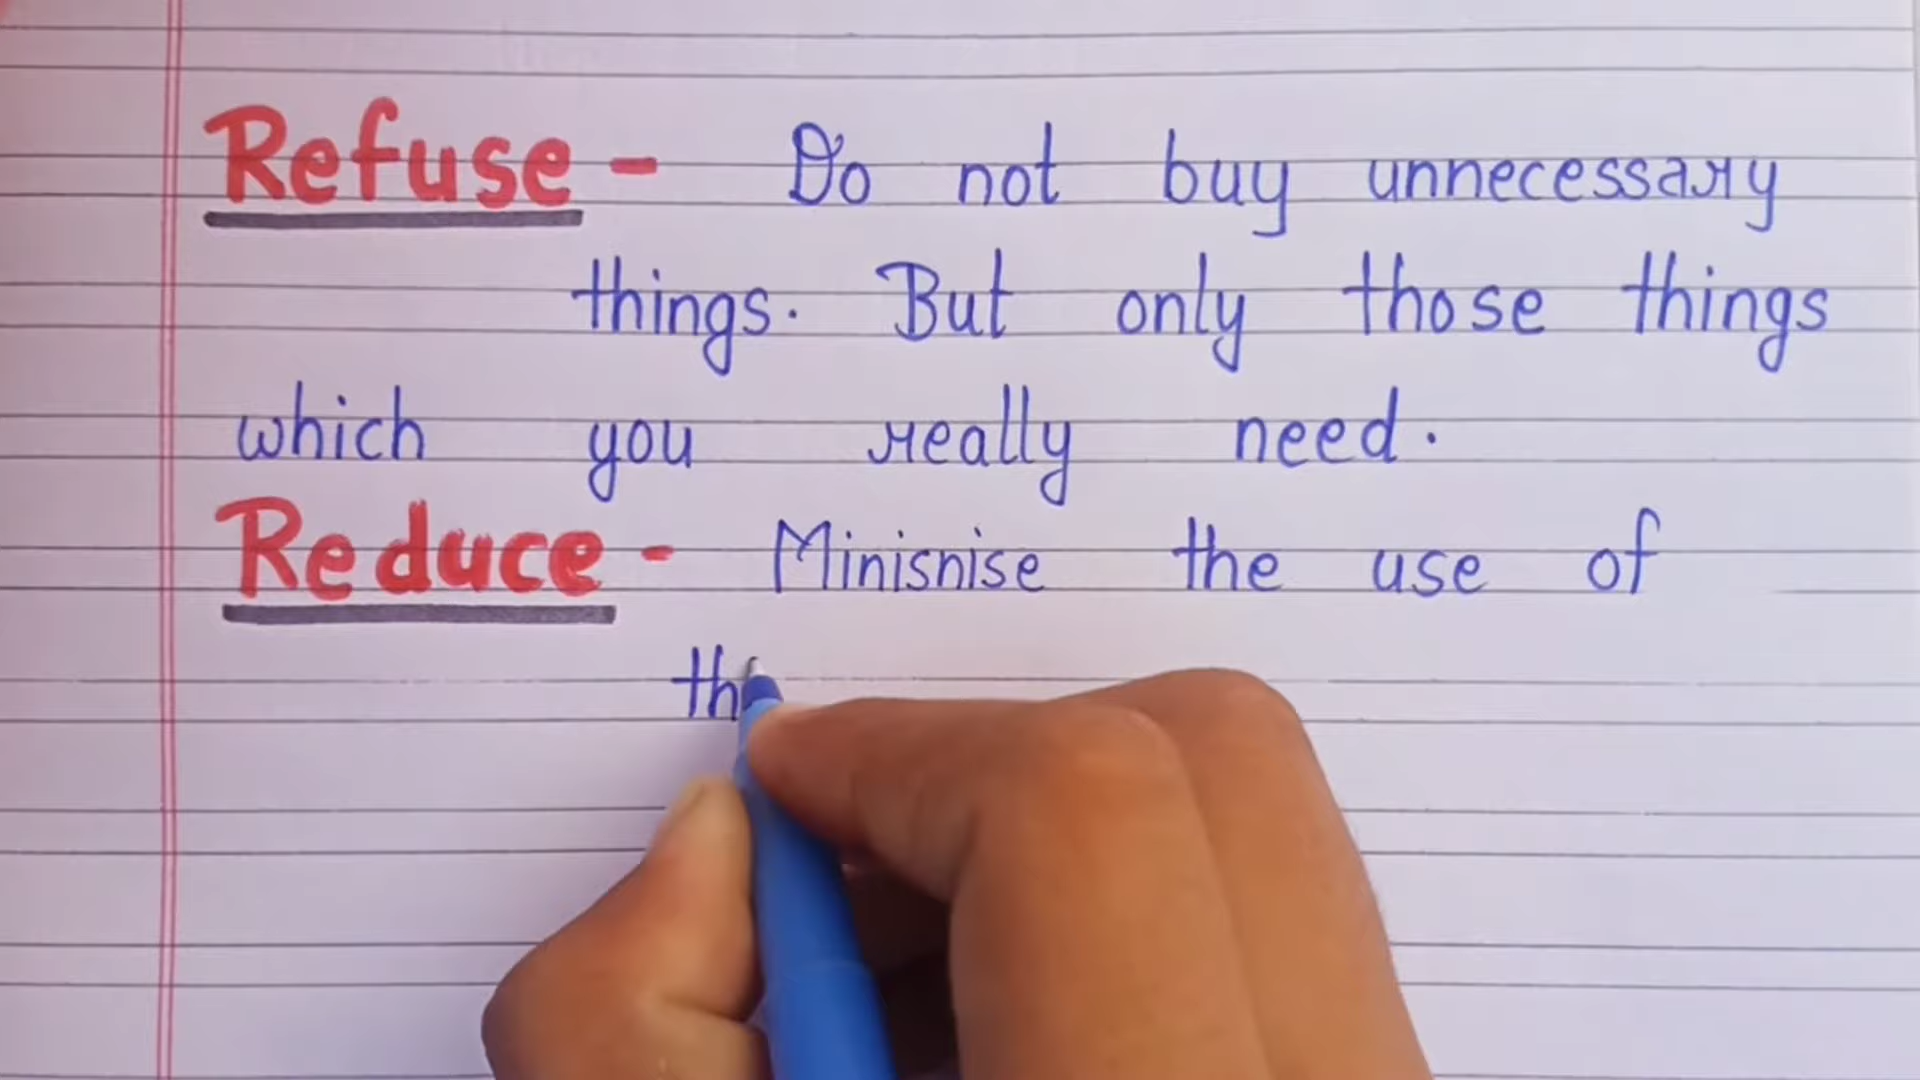 Refuse - Do not buy unnecessary
things. But only those things
which you really need.
Reduce - Minisnise the use of
th